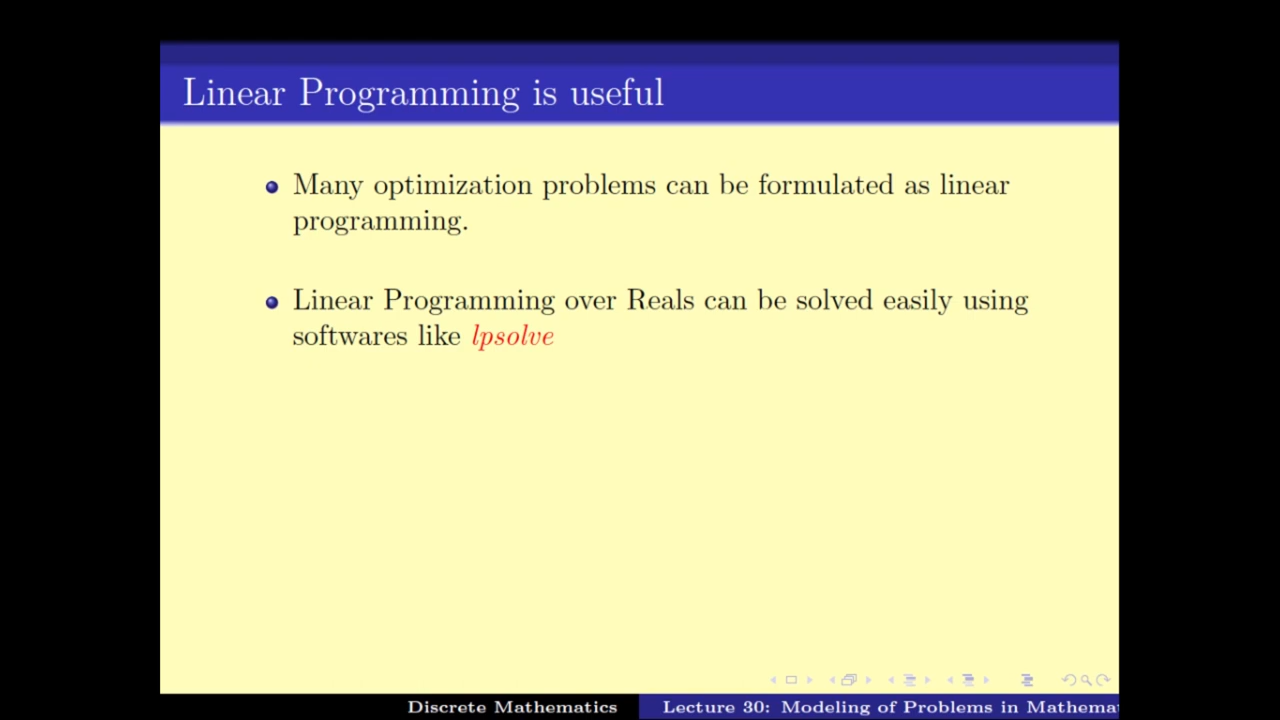 Linear Programming is useful
Many optimization problems can be formulated as linear
programming.
Linear Programming over Reals can be solved easily using
softwares like lpsolve
Discrete Mathematics
Lecture 30: Modeling of Problems in Mathema